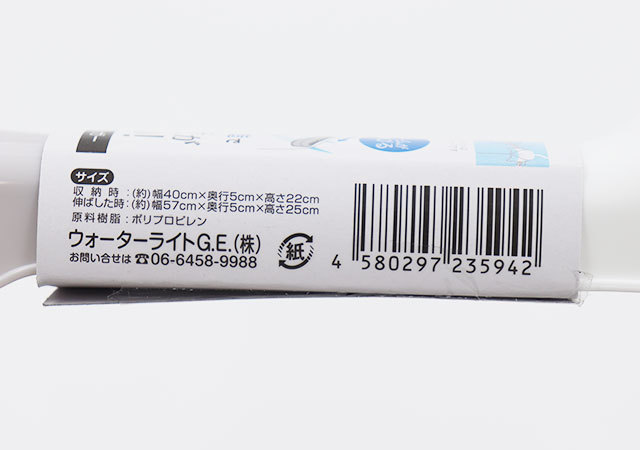 サイズ
収納時：(約)幅40cm×奥行5cm×高さ22cm
伸ばした時：(約)幅57cm×奥行5cm×高さ25cm
原料樹脂：ポリプロピレン
ウォーターライトG.E.(株)
お問い合せは☎06-6458-9988
紙
4 580297 235942